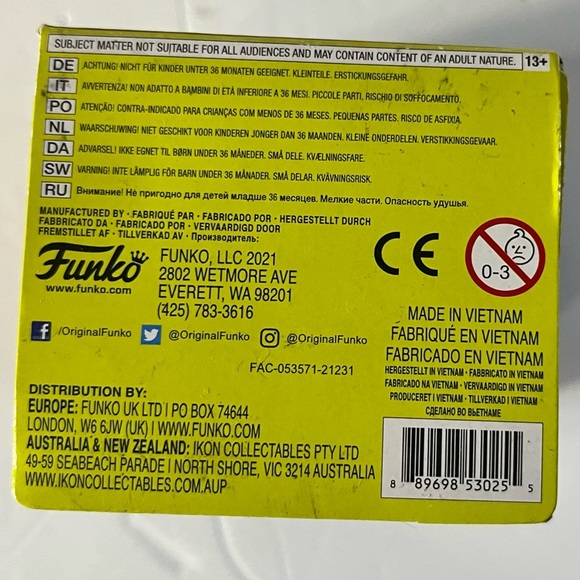 SUBJECT MATTER NOT SUITABLE FOR ALL AUDIENCES AND MAY CONTAIN CONTENT OF AN ADULT NATURE. 13+
DE ACHTUNG! NICHT FÜR KINDER UNTER 36 MONATEN GEEIGNET. KLEINTEILE. ERSTICKUNGSGEFAHR.
IT AVVERTENZA! NON ADATTO A BAMBINI DI ETÀ INFERIORE A 36 MESI. PICCOLE PARTI, RISCHIO DI SOFFOCAMENTO.
PO ATENÇÃO! CONTRA-INDICADO PARA CRIANÇAS COM MENOS DE 36 MESES. PEQUENAS PARTES. RISCO DE ASFIXIA.
NL WAARSCHUWING! NIET GESCHIKT VOOR KINDEREN JONGER DAN 36 MAANDEN. KLEINE ONDERDELEN. VERSTIKKINGSGEVAAR.
DA ADVARSEL! IKKE EGNET TIL BØRN UNDER 36 MÅNEDER. SMÅ DELE. KVÆLNINGSFARE.
SW VARNING! INTE LÄMPLIG FÖR BARN UNDER 36 MÅNADER. SMÅ DELAR. KVÄVNINGSRISK.
RU Внимание! Не пригодно для детей младше 36 месяцев. Мелкие части. Опасность удушья.
MANUFACTURED BY · FABRIQUÉ PAR · FABRICADO POR · HERGESTELLT DURCH
FABBRICATO DA · FABRICADO POR · VERVAARDIGD DOOR
FREMSTILLET AF · TILLVERKAD AV · Производитель:
Funko
www.funko.com
FUNKO, LLC 2021
2802 WETMORE AVE
EVERETT, WA 98201
(425) 783-3616
CE
0-3
/OriginalFunko @OriginalFunko @OriginalFunko
FAC-053571-21231
MADE IN VIETNAM
FABRIQUÉ EN VIETNAM
FABRICADO EN VIETNAM
HERGESTELLT IN VIETNAM · FABBRICATO IN VIETNAM
FABRICADO NA VIETNAM · VERVAARDIGD IN VIETNAM
PRODUCERET I VIETNAM · TILLVERKAD I VIETNAM
СДЕЛАНО ВО ВЬЕТНАМЕ
DISTRIBUTION BY:
EUROPE: FUNKO UK LTD | PO BOX 74644
LONDON, W6 6JW (UK) | WWW.FUNKO.COM
AUSTRALIA & NEW ZEALAND: IKON COLLECTABLES PTY LTD
49-59 SEABEACH PARADE | NORTH SHORE, VIC 3214 AUSTRALIA
WWW.IKONCOLLECTABLES.COM.AUP
8 89698 53025 5